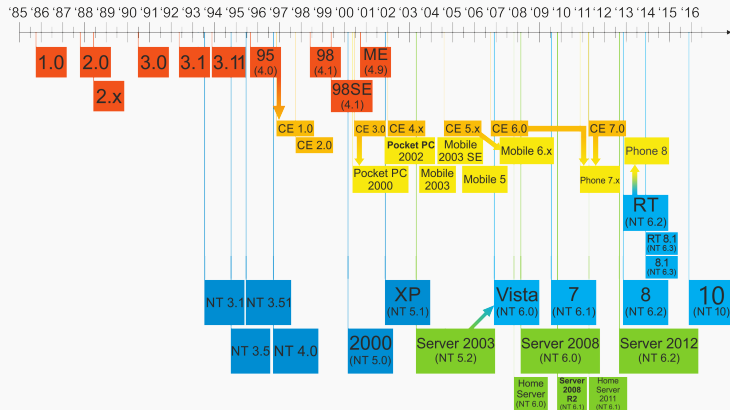 '85 '86 '87 '88 '89 '90 '91 '92 '93 '94 '95 '96 '97 '98 '99 '00 '01 '02 '03 '04 '05 '06 '07 '08 '09 '10 '11 '12 '13 '14 '15 '16
1.0
2.0
3.0
3.1
3.11
95
(4.0)
98
(4.1)
ME
(4.9)
2.x
98SE
(4.1)
CE 1.0
CE 3.0
CE 4.x
CE 5.x
CE 6.0
CE 7.0
CE 2.0
Pocket PC
2002
Mobile
2003 SE
Mobile 6.x
Phone 8
Pocket PC
2000
Mobile
2003
Mobile 5
Phone 7.x
RT
(NT 6.2)
RT 8.1
(NT 6.3)
8.1
(NT 6.3)
NT 3.1
NT 3.51
XP
(NT 5.1)
Vista
(NT 6.0)
7
(NT 6.1)
8
(NT 6.2)
10
(NT 10)
NT 3.5
NT 4.0
2000
(NT 5.0)
Server 2003
(NT 5.2)
Server 2008
(NT 6.0)
Server 2012
(NT 6.2)
Home
Server
(NT 6.0)
Server
2008
R2
(NT 6.1)
Home
Server
2011
(NT 6.1)